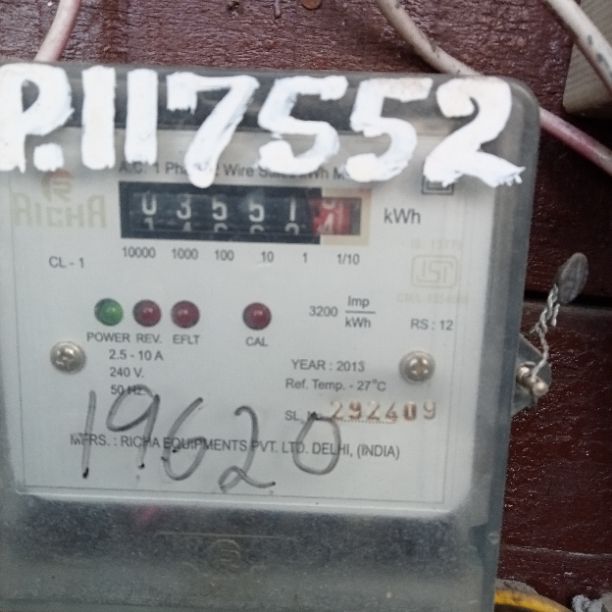 P.117552
A.C. 1 Ph Wire
RICHA
0 3 5 5 1
kWh
10000 1000 100 10 1 1/10
CL - 1
3200 Imp/kWh
RS : 12
POWER REV. EFLT
CAL
2.5 - 10 A
240 V.
50 Hz
YEAR : 2013
Ref. Temp. - 27°C
SL. No. 292409
19620
MFRS. : RICHA EQUIPMENTS PVT. LTD. DELHI, (INDIA)